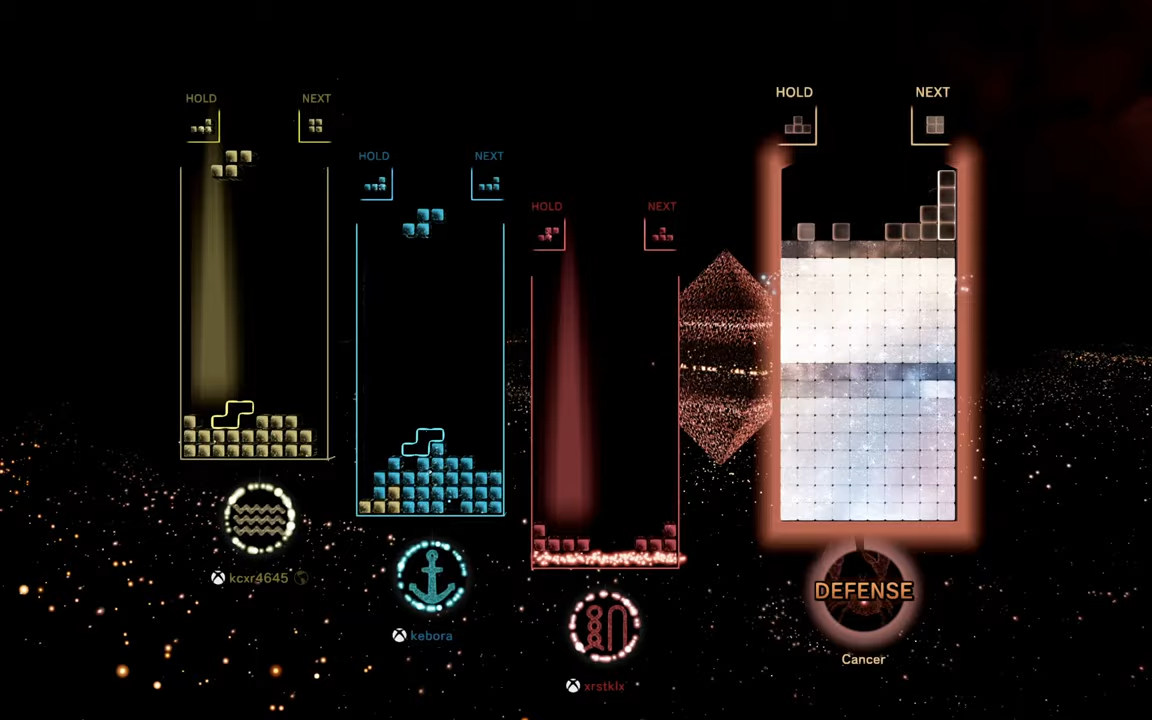 HOLD NEXT
kcxr4645
HOLD NEXT
kebora
HOLD NEXT
xrstklx
HOLD NEXT
DEFENSE
Cancer